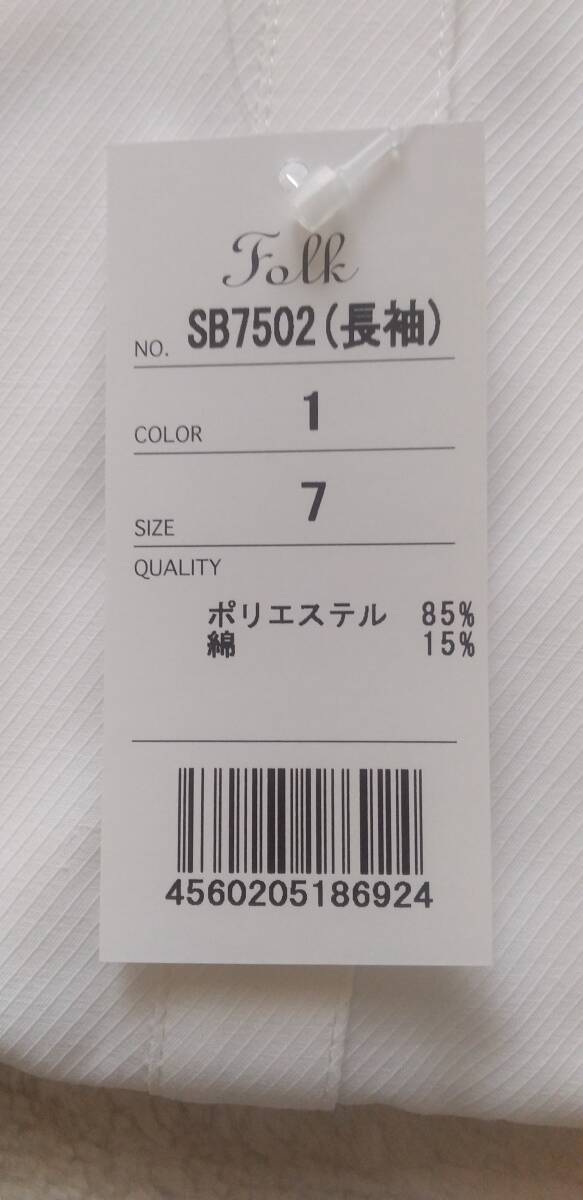 Folk
NO. SB7502(長袖)
COLOR 1
SIZE 7
QUALITY
ポリエステル 85%
綿 15%
4560205186924